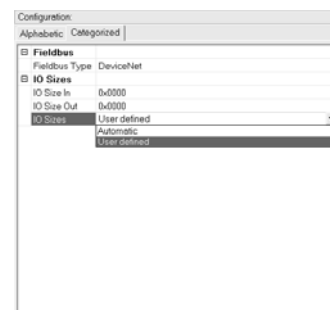 Configuration:
Alphabetic Categorized
Fieldbus
Fieldbus Type DeviceNet
IO Sizes
IO Size In 0x0000
IO Size Out 0x0000
IO Sizes User defined
Automatic
User defined